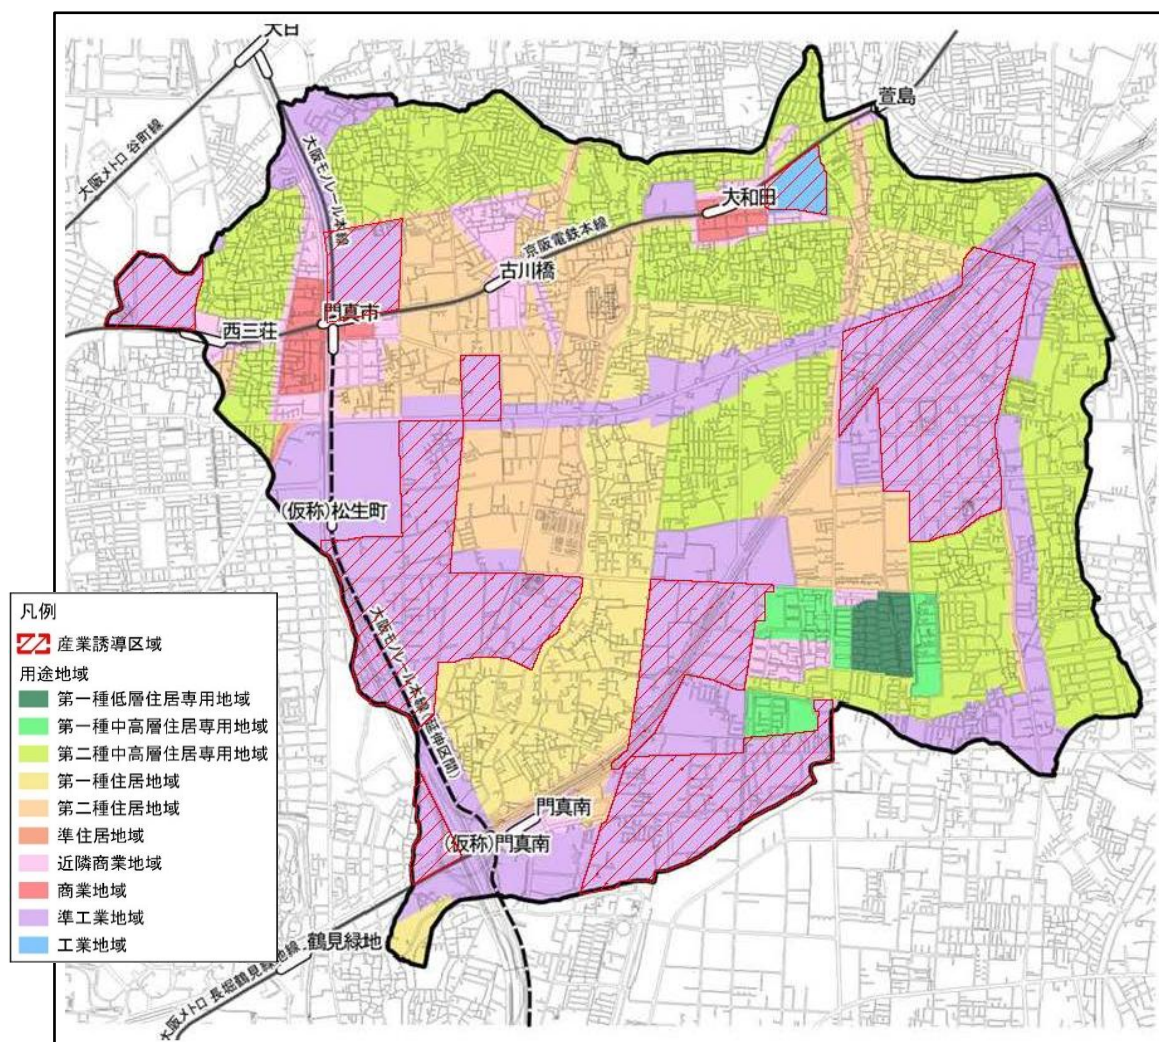 大日
萱島
大阪メトロ 谷町線
大阪モノレール本線
大和田
京阪電鉄本線
古川橋
門真市
西三荘
(仮称)松生町
凡例
産業誘導区域
用途地域
第一種低層住居専用地域
第一種中高層住居専用地域
第二種中高層住居専用地域
第一種住居地域
第二種住居地域
準住居地域
近隣商業地域
商業地域
準工業地域
工業地域
大阪モノレール本線(延伸区間)
門真南
(仮称)門真南
鶴見緑地
大阪メトロ 長堀鶴見緑地線